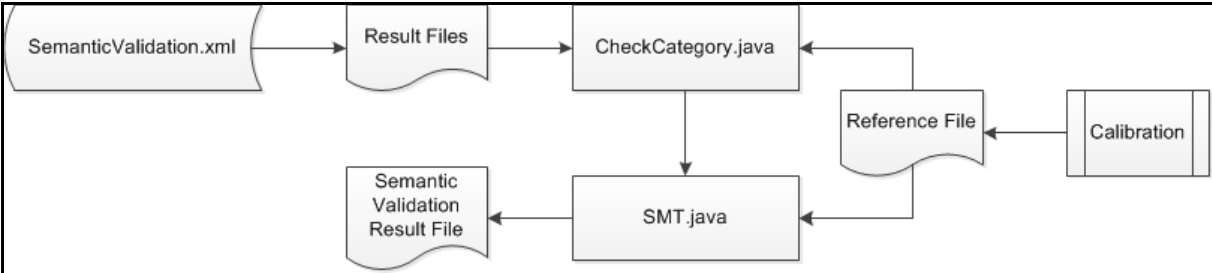 SemanticValidation.xml
Result Files
CheckCategory.java
Reference File
Calibration
Semantic
Validation
Result File
SMT.java